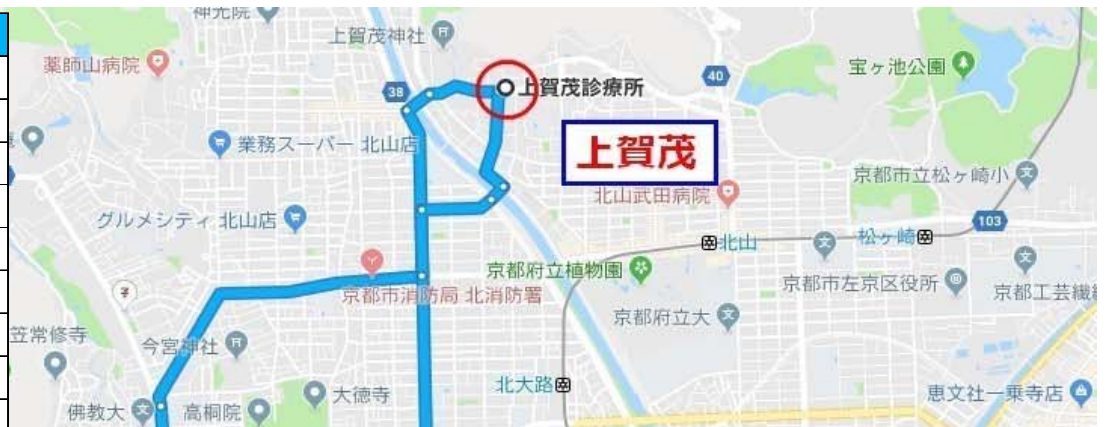 神光院
上賀茂神社
薬師山病院
38
上賀茂診療所
40
宝ヶ池公園
業務スーパー 北山店
上賀茂
京都市立松ヶ崎小
北山武田病院
グルメシティ 北山店
103
北山
松ヶ崎
京都府立植物園
京都市左京区役所
京都市消防局 北消防署
京都工芸繊
京都府立大
笠常修寺
今宮神社
北大路
大徳寺
恵文社一乗寺店
佛教大
高桐院